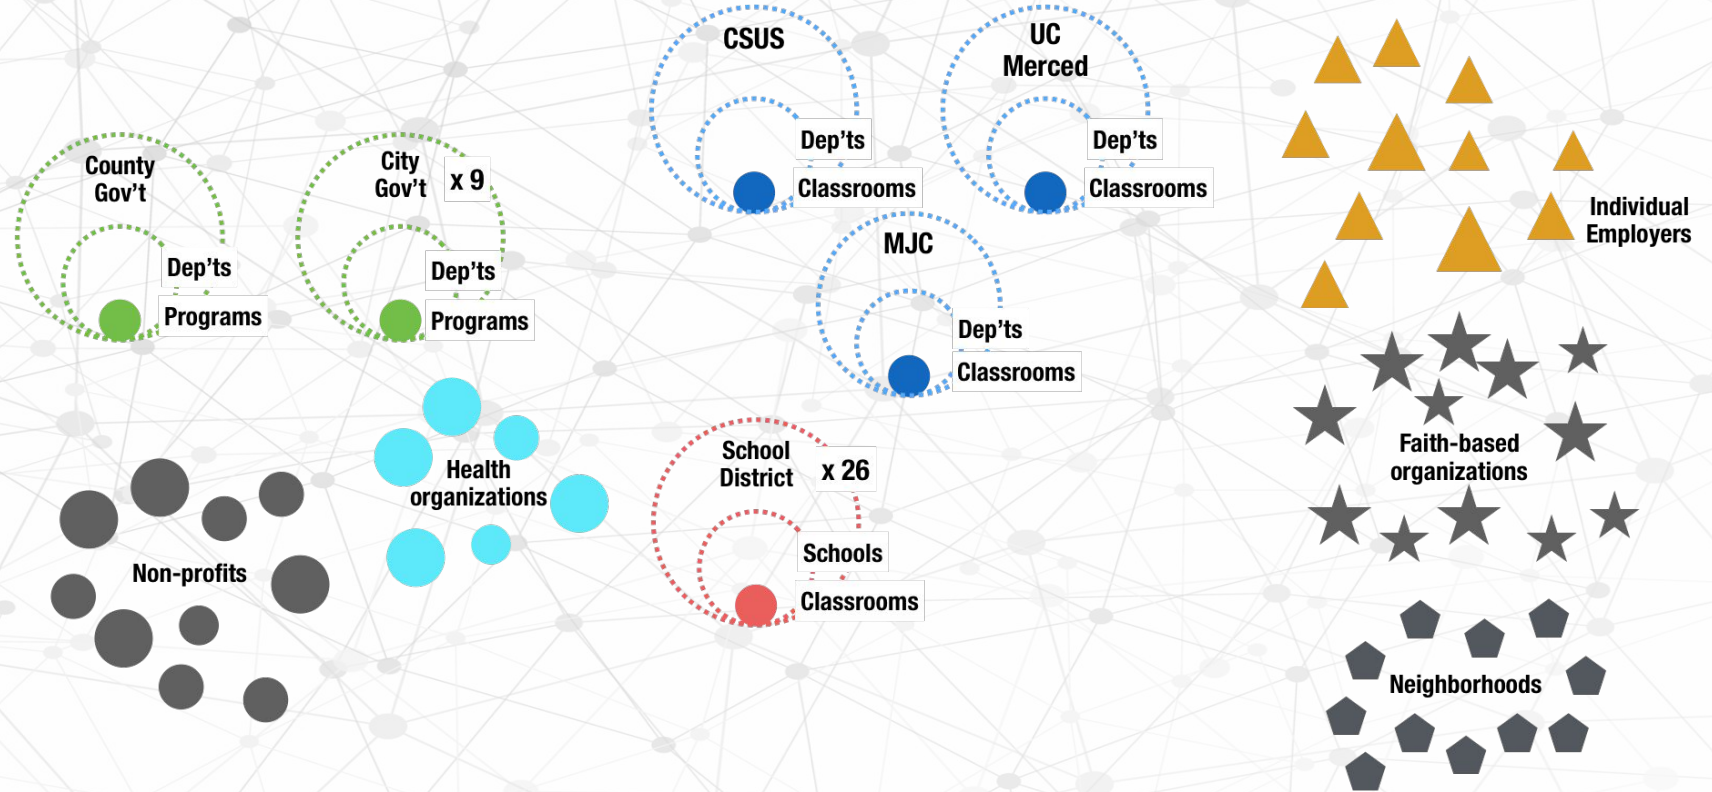 CSUS
Dep'ts
Classrooms
UC
Merced
Dep'ts
Classrooms
County
Gov't
Dep'ts
Programs
City
Gov't
x 9
Dep'ts
Programs
MJC
Dep'ts
Classrooms
Individual
Employers
Health
organizations
School
District
x 26
Schools
Classrooms
Faith-based
organizations
Non-profits
Neighborhoods